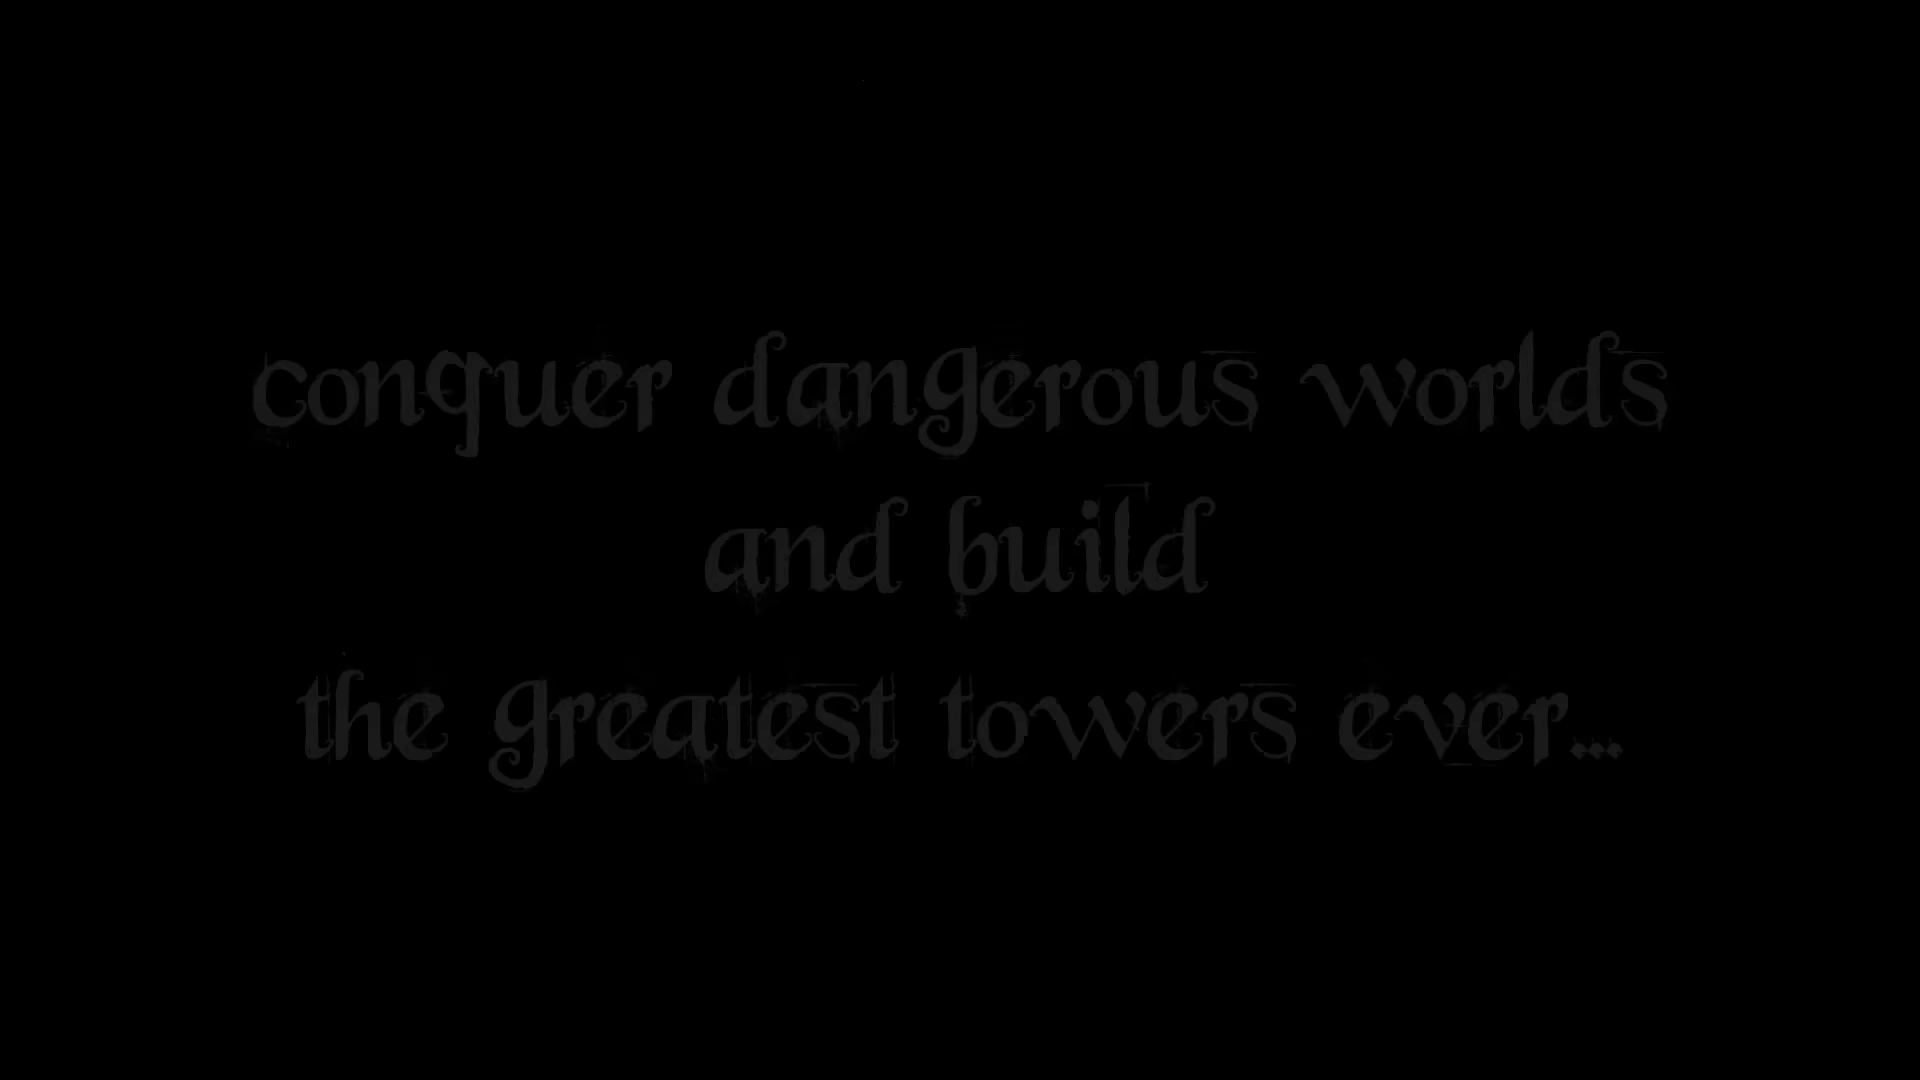 conquer dangerous worlds
and build
the greatest towers ever...